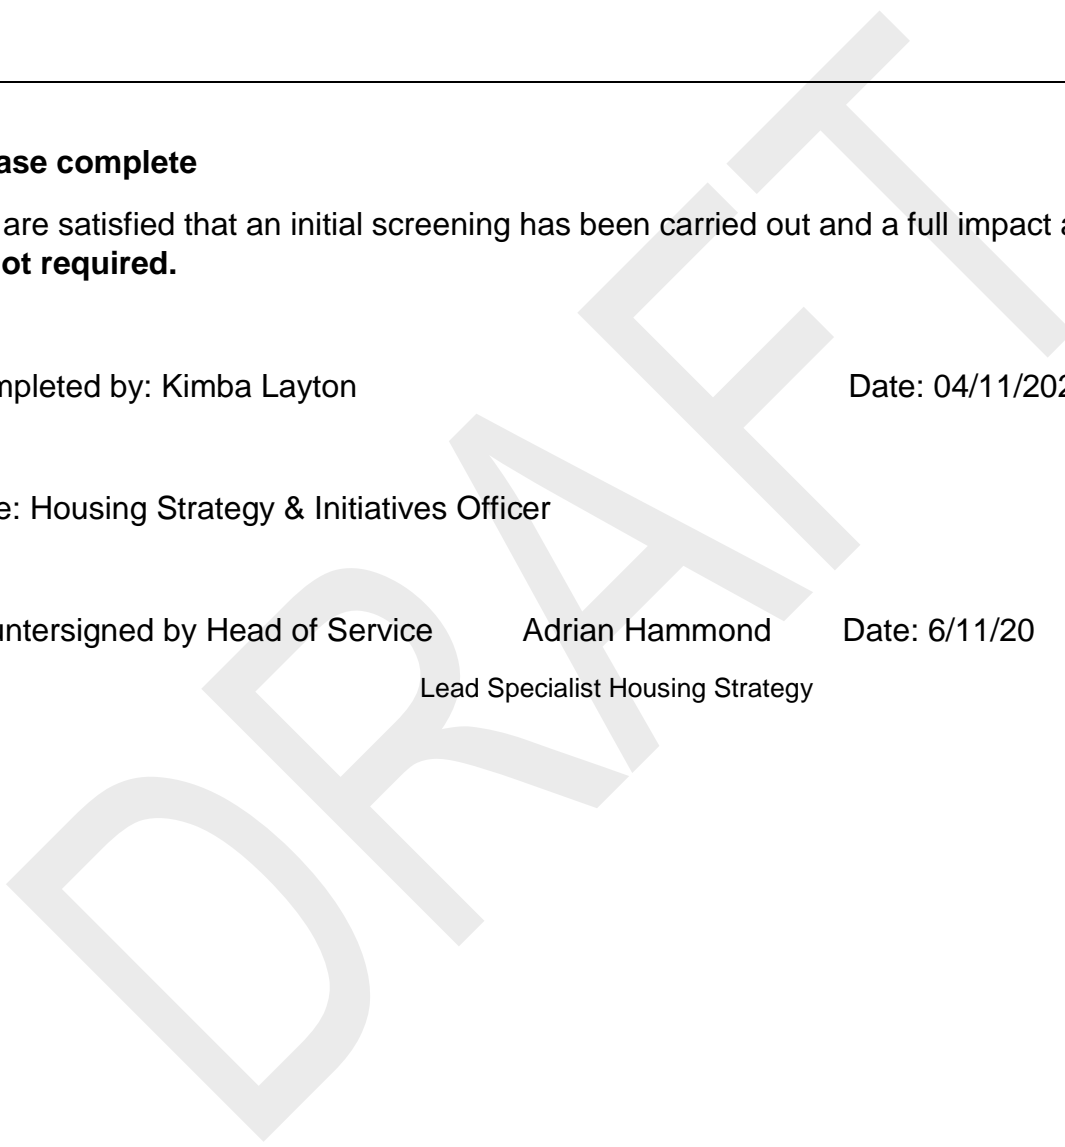 ase complete
are satisfied that an initial screening has been carried out and a full impact a
ot required.
mpleted by: Kimba Layton Date: 04/11/202
e: Housing Strategy & Initiatives Officer
untersigned by Head of Service Adrian Hammond Date: 6/11/20
Lead Specialist Housing Strategy
DRAFT